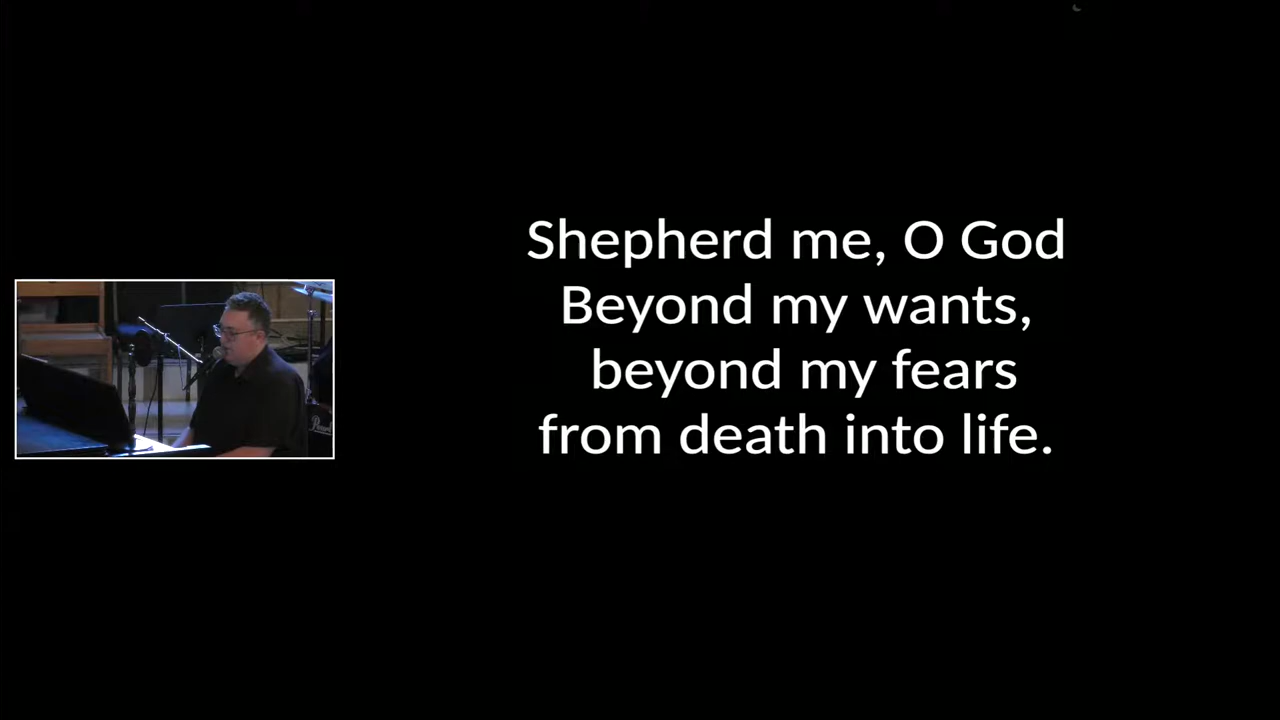 Shepherd me, O God
Beyond my wants,
beyond my fears
from death into life.